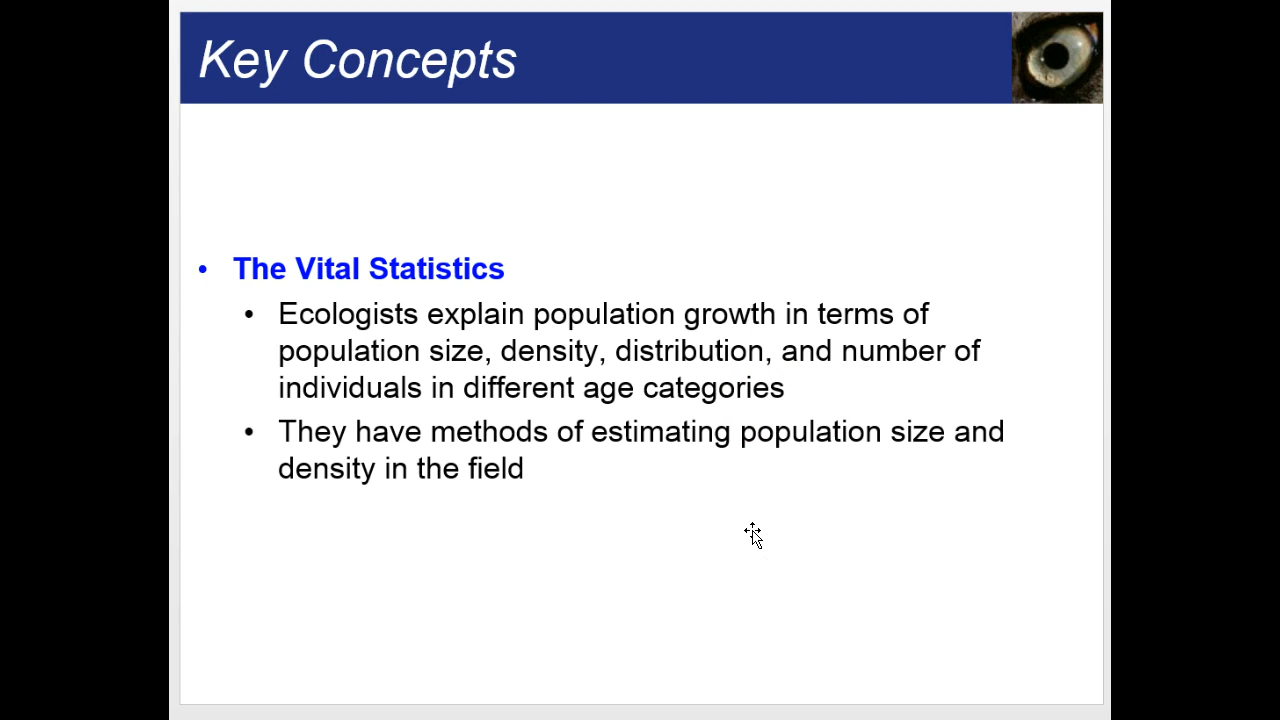 Key Concepts
• The Vital Statistics
• Ecologists explain population growth in terms of
population size, density, distribution, and number of
individuals in different age categories
• They have methods of estimating population size and
density in the field